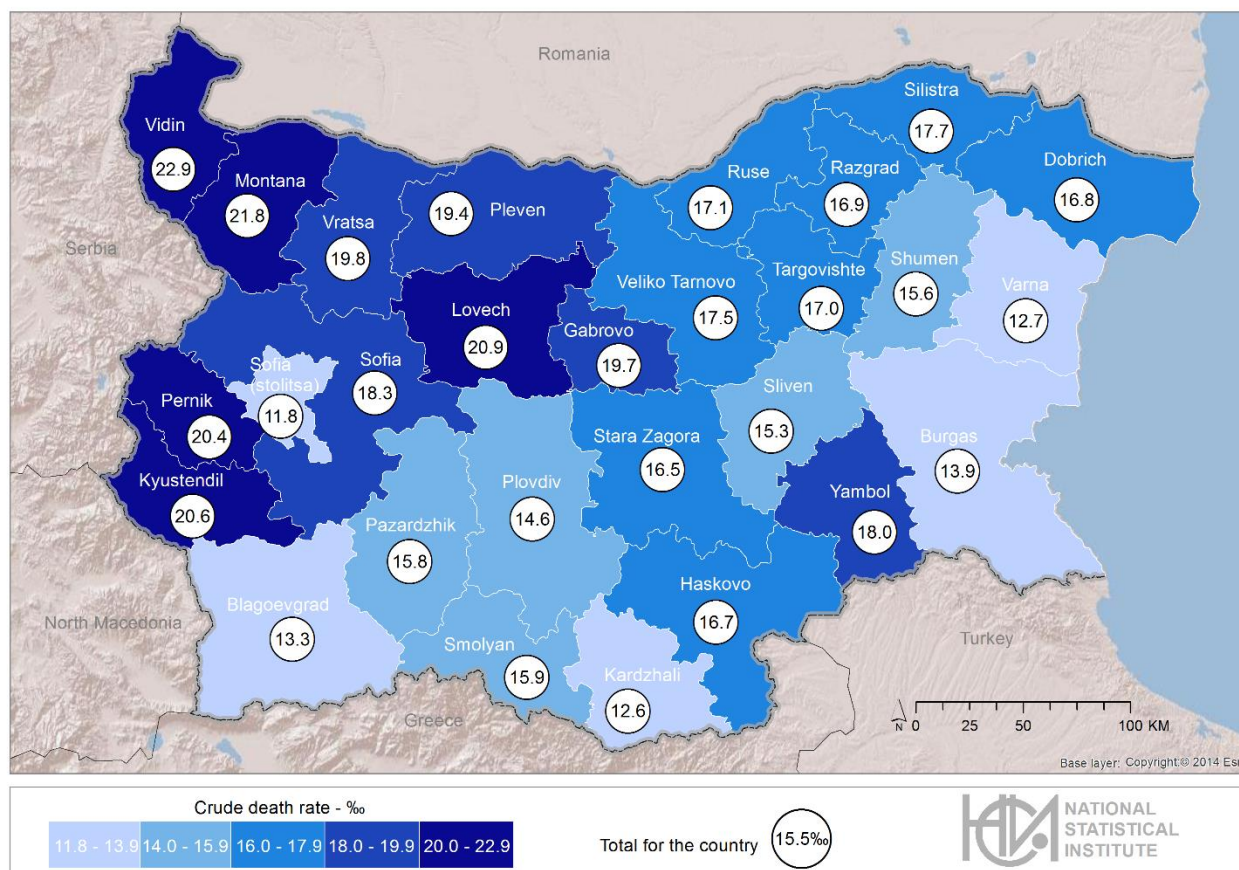 Romania
Silistra
17.7
Vidin
22.9
Dobrich
16.8
Ruse
17.1
Razgrad
16.9
Montana
21.8
Pleven
19.4
Vratsa
19.8
Serbia
Shumen
15.6
Targovishte
17.0
Veliko Tarnovo
17.5
Varna
12.7
Lovech
20.9
Gabrovo
19.7
Sofia
(stolitsa)
11.8
Sofia
18.3
Pernik
20.4
Sliven
15.3
Burgas
13.9
Stara Zagora
16.5
Kyustendil
20.6
Plovdiv
14.6
Yambol
18.0
Pazardzhik
15.8
Haskovo
16.7
Blagoevgrad
13.3
North Macedonia
Smolyan
15.9
Kardzhali
12.6
Turkey
Greece
N
0 25 50 100 KM
Base layer: Copyright:© 2014 Esr
Crude death rate - ‰
11.8 - 13.9 14.0 - 15.9 16.0 - 17.9 18.0 - 19.9 20.0 - 22.9
Total for the country 15.5‰
НСИ
NATIONAL
STATISTICAL
INSTITUTE